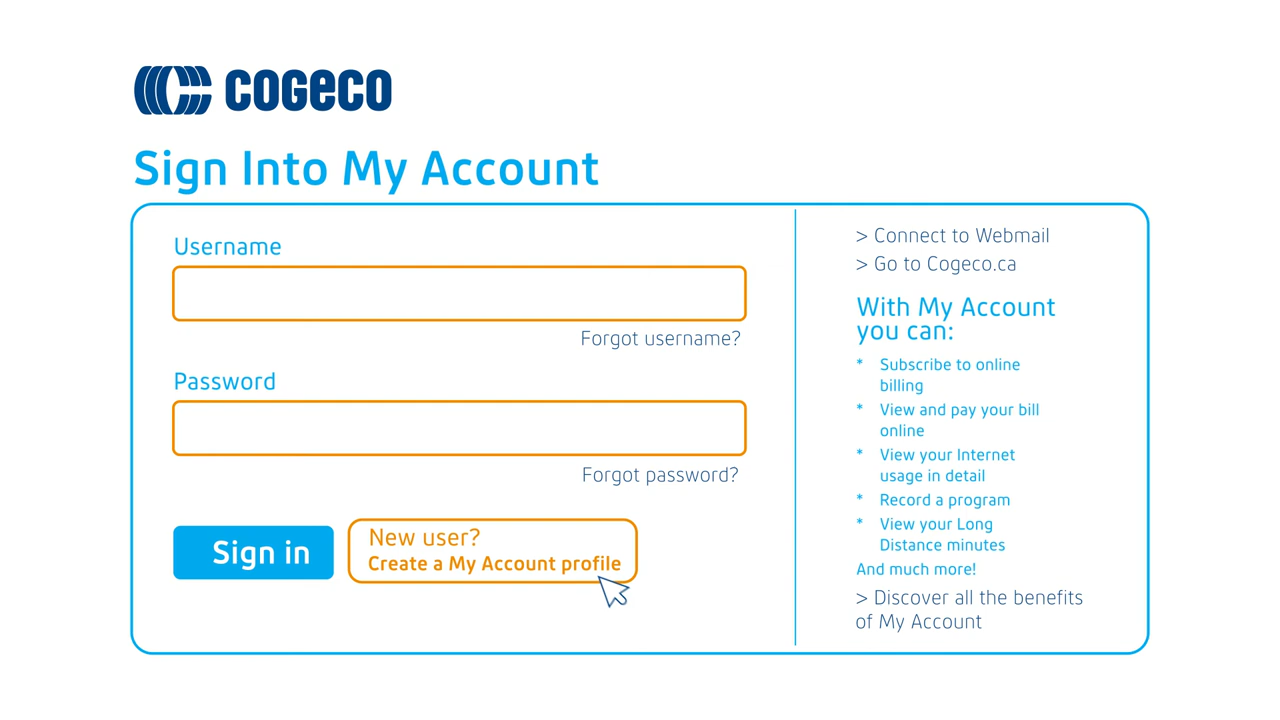 COGECO
Sign Into My Account
Username
Forgot username?
Password
Forgot password?
Sign in
New user?
Create a My Account profile
> Connect to Webmail
> Go to Cogeco.ca
With My Account
you can:
* Subscribe to online
billing
* View and pay your bill
online
* View your Internet
usage in detail
* Record a program
* View your Long
Distance minutes
And much more!
> Discover all the benefits
of My Account